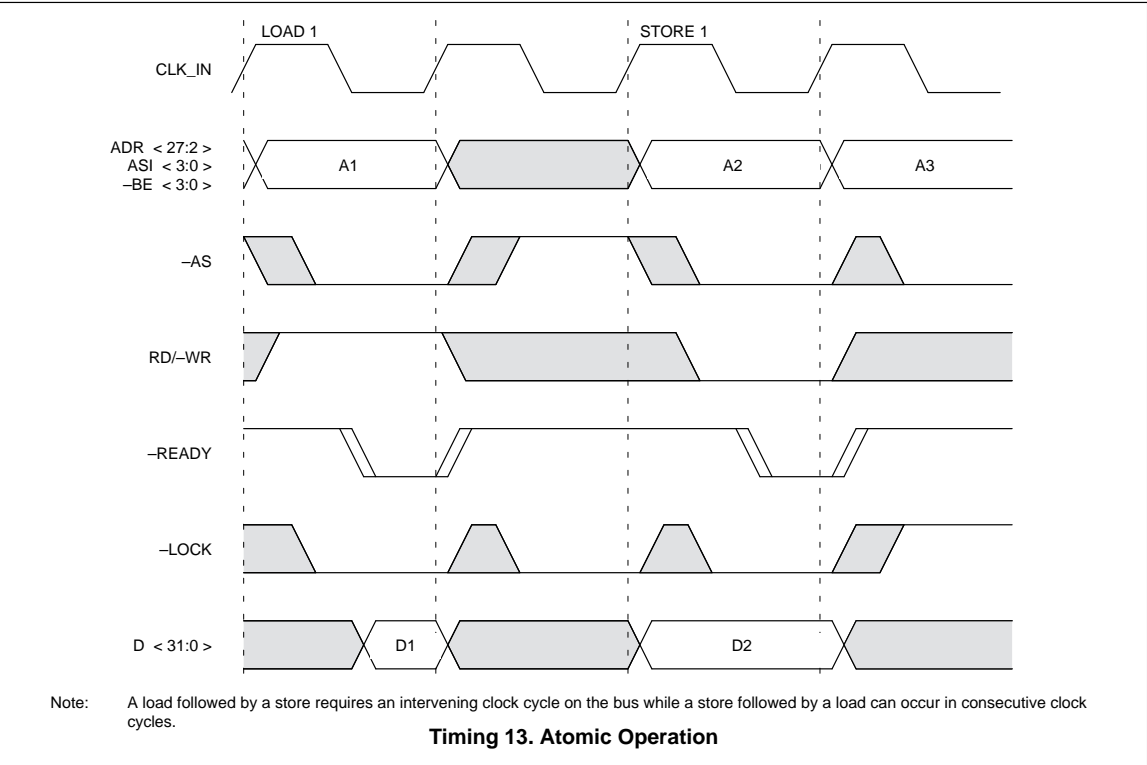 LOAD 1
STORE 1
CLK_IN
ADR < 27:2 >
ASI < 3:0 >
–BE < 3:0 >
A1
A2
A3
–AS
RD/–WR
–READY
–LOCK
D < 31:0 >
D1
D2
Note: A load followed by a store requires an intervening clock cycle on the bus while a store followed by a load can occur in consecutive clock
cycles.
Timing 13. Atomic Operation